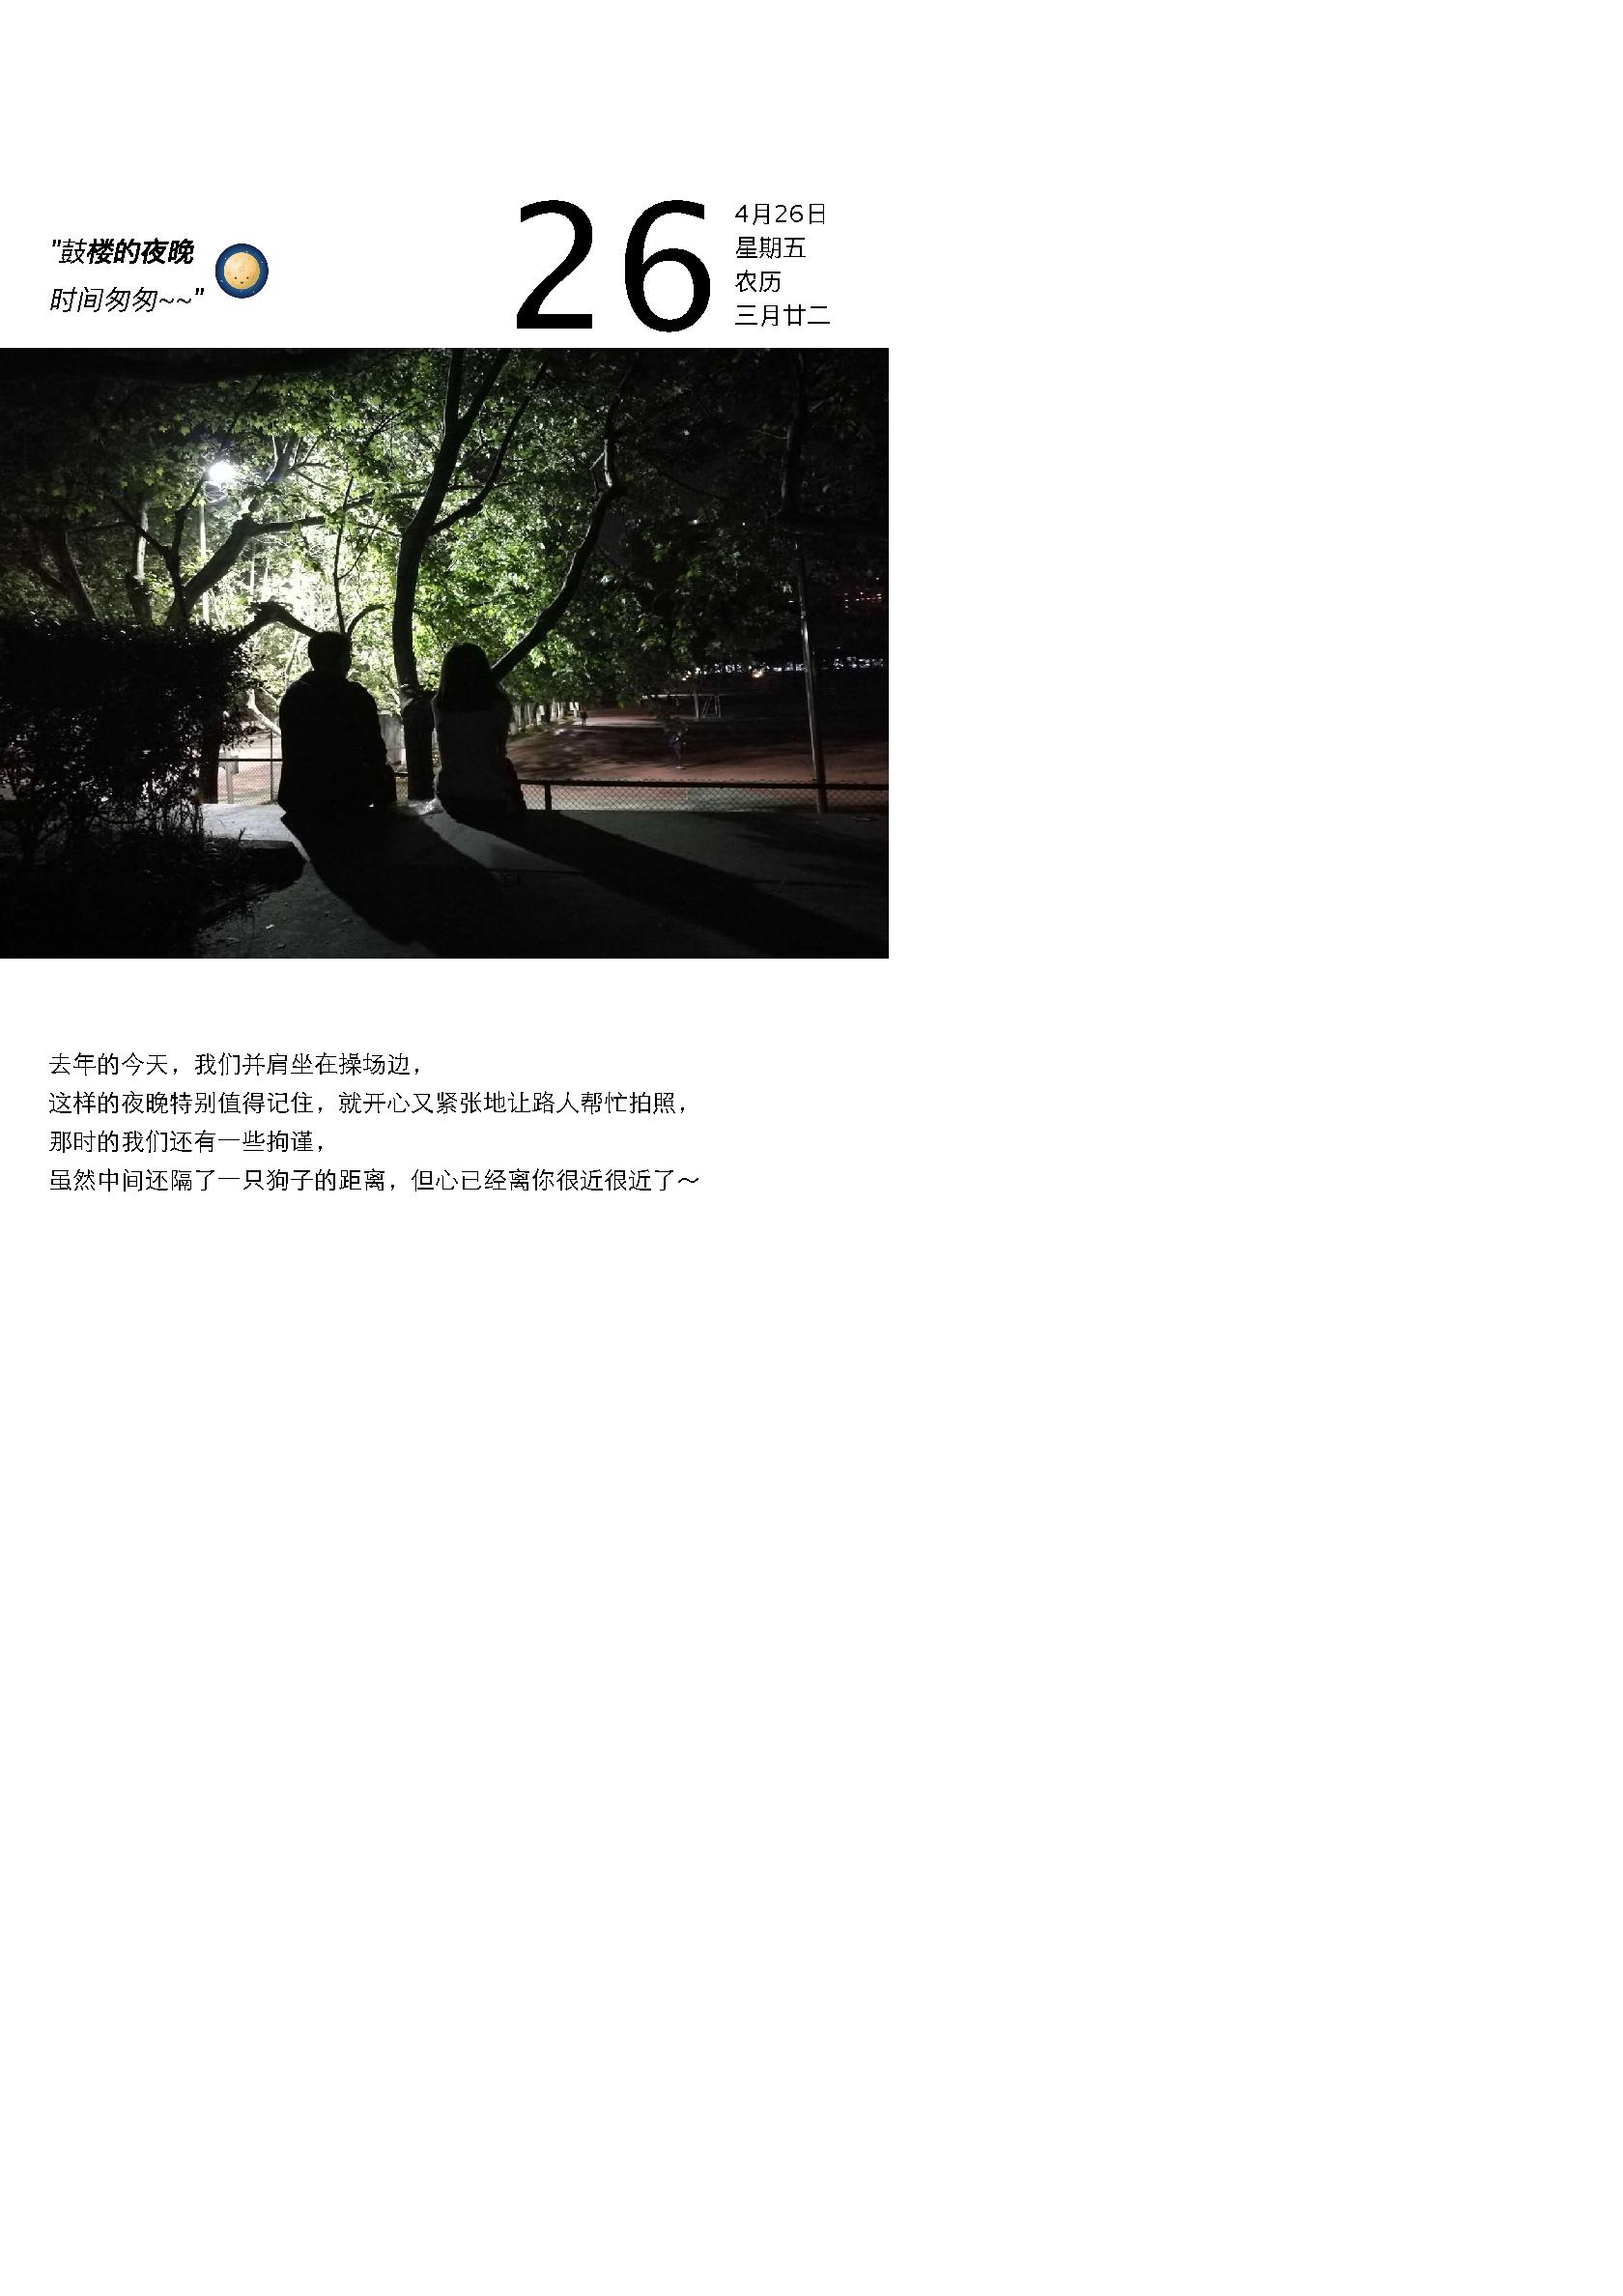 "鼓楼的夜晚
时间匆匆~~"
26
4月26日
星期五
农历
三月廿二
去年的今天，我们并肩坐在操场边，
这样的夜晚特别值得记住，就开心又紧张地让路人帮忙拍照，
那时的我们还有一些拘谨，
虽然中间还隔了一只狗子的距离，但心已经离你很近很近了～